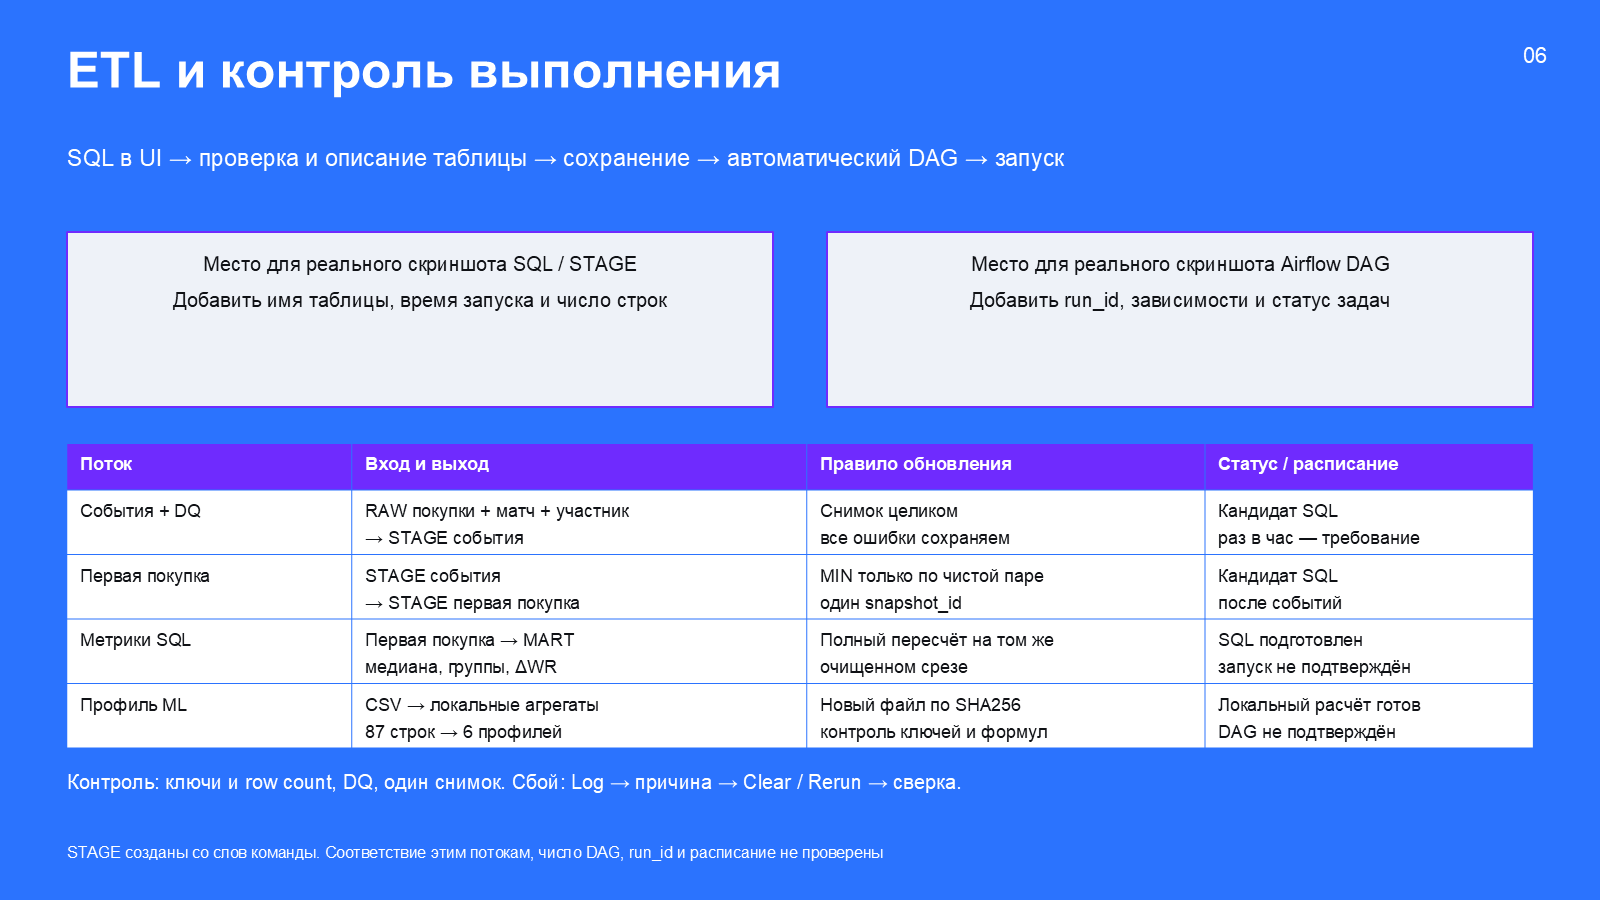 ETL и контроль выполнения
06
SQL в UI → проверка и описание таблицы → сохранение → автоматический DAG → запуск
Место для реального скриншота SQL / STAGE
Добавить имя таблицы, время запуска и число строк
Место для реального скриншота Airflow DAG
Добавить run_id, зависимости и статус задач
Поток
Вход и выход
Правило обновления
Статус / расписание
События + DQ
RAW покупки + матч + участник
→ STAGE события
Снимок целиком
все ошибки сохраняем
Кандидат SQL
раз в час — требование
Первая покупка
STAGE события
→ STAGE первая покупка
MIN только по чистой паре
один snapshot_id
Кандидат SQL
после событий
Метрики SQL
Первая покупка → MART
медиана, группы, ΔWR
Полный пересчёт на том же
очищенном срезе
SQL подготовлен
запуск не подтверждён
Профиль ML
CSV → локальные агрегаты
87 строк → 6 профилей
Новый файл по SHA256
контроль ключей и формул
Локальный расчёт готов
DAG не подтверждён
Контроль: ключи и row count, DQ, один снимок. Сбой: Log → причина → Clear / Rerun → сверка.
STAGE созданы со слов команды. Соответствие этим потокам, число DAG, run_id и расписание не проверены